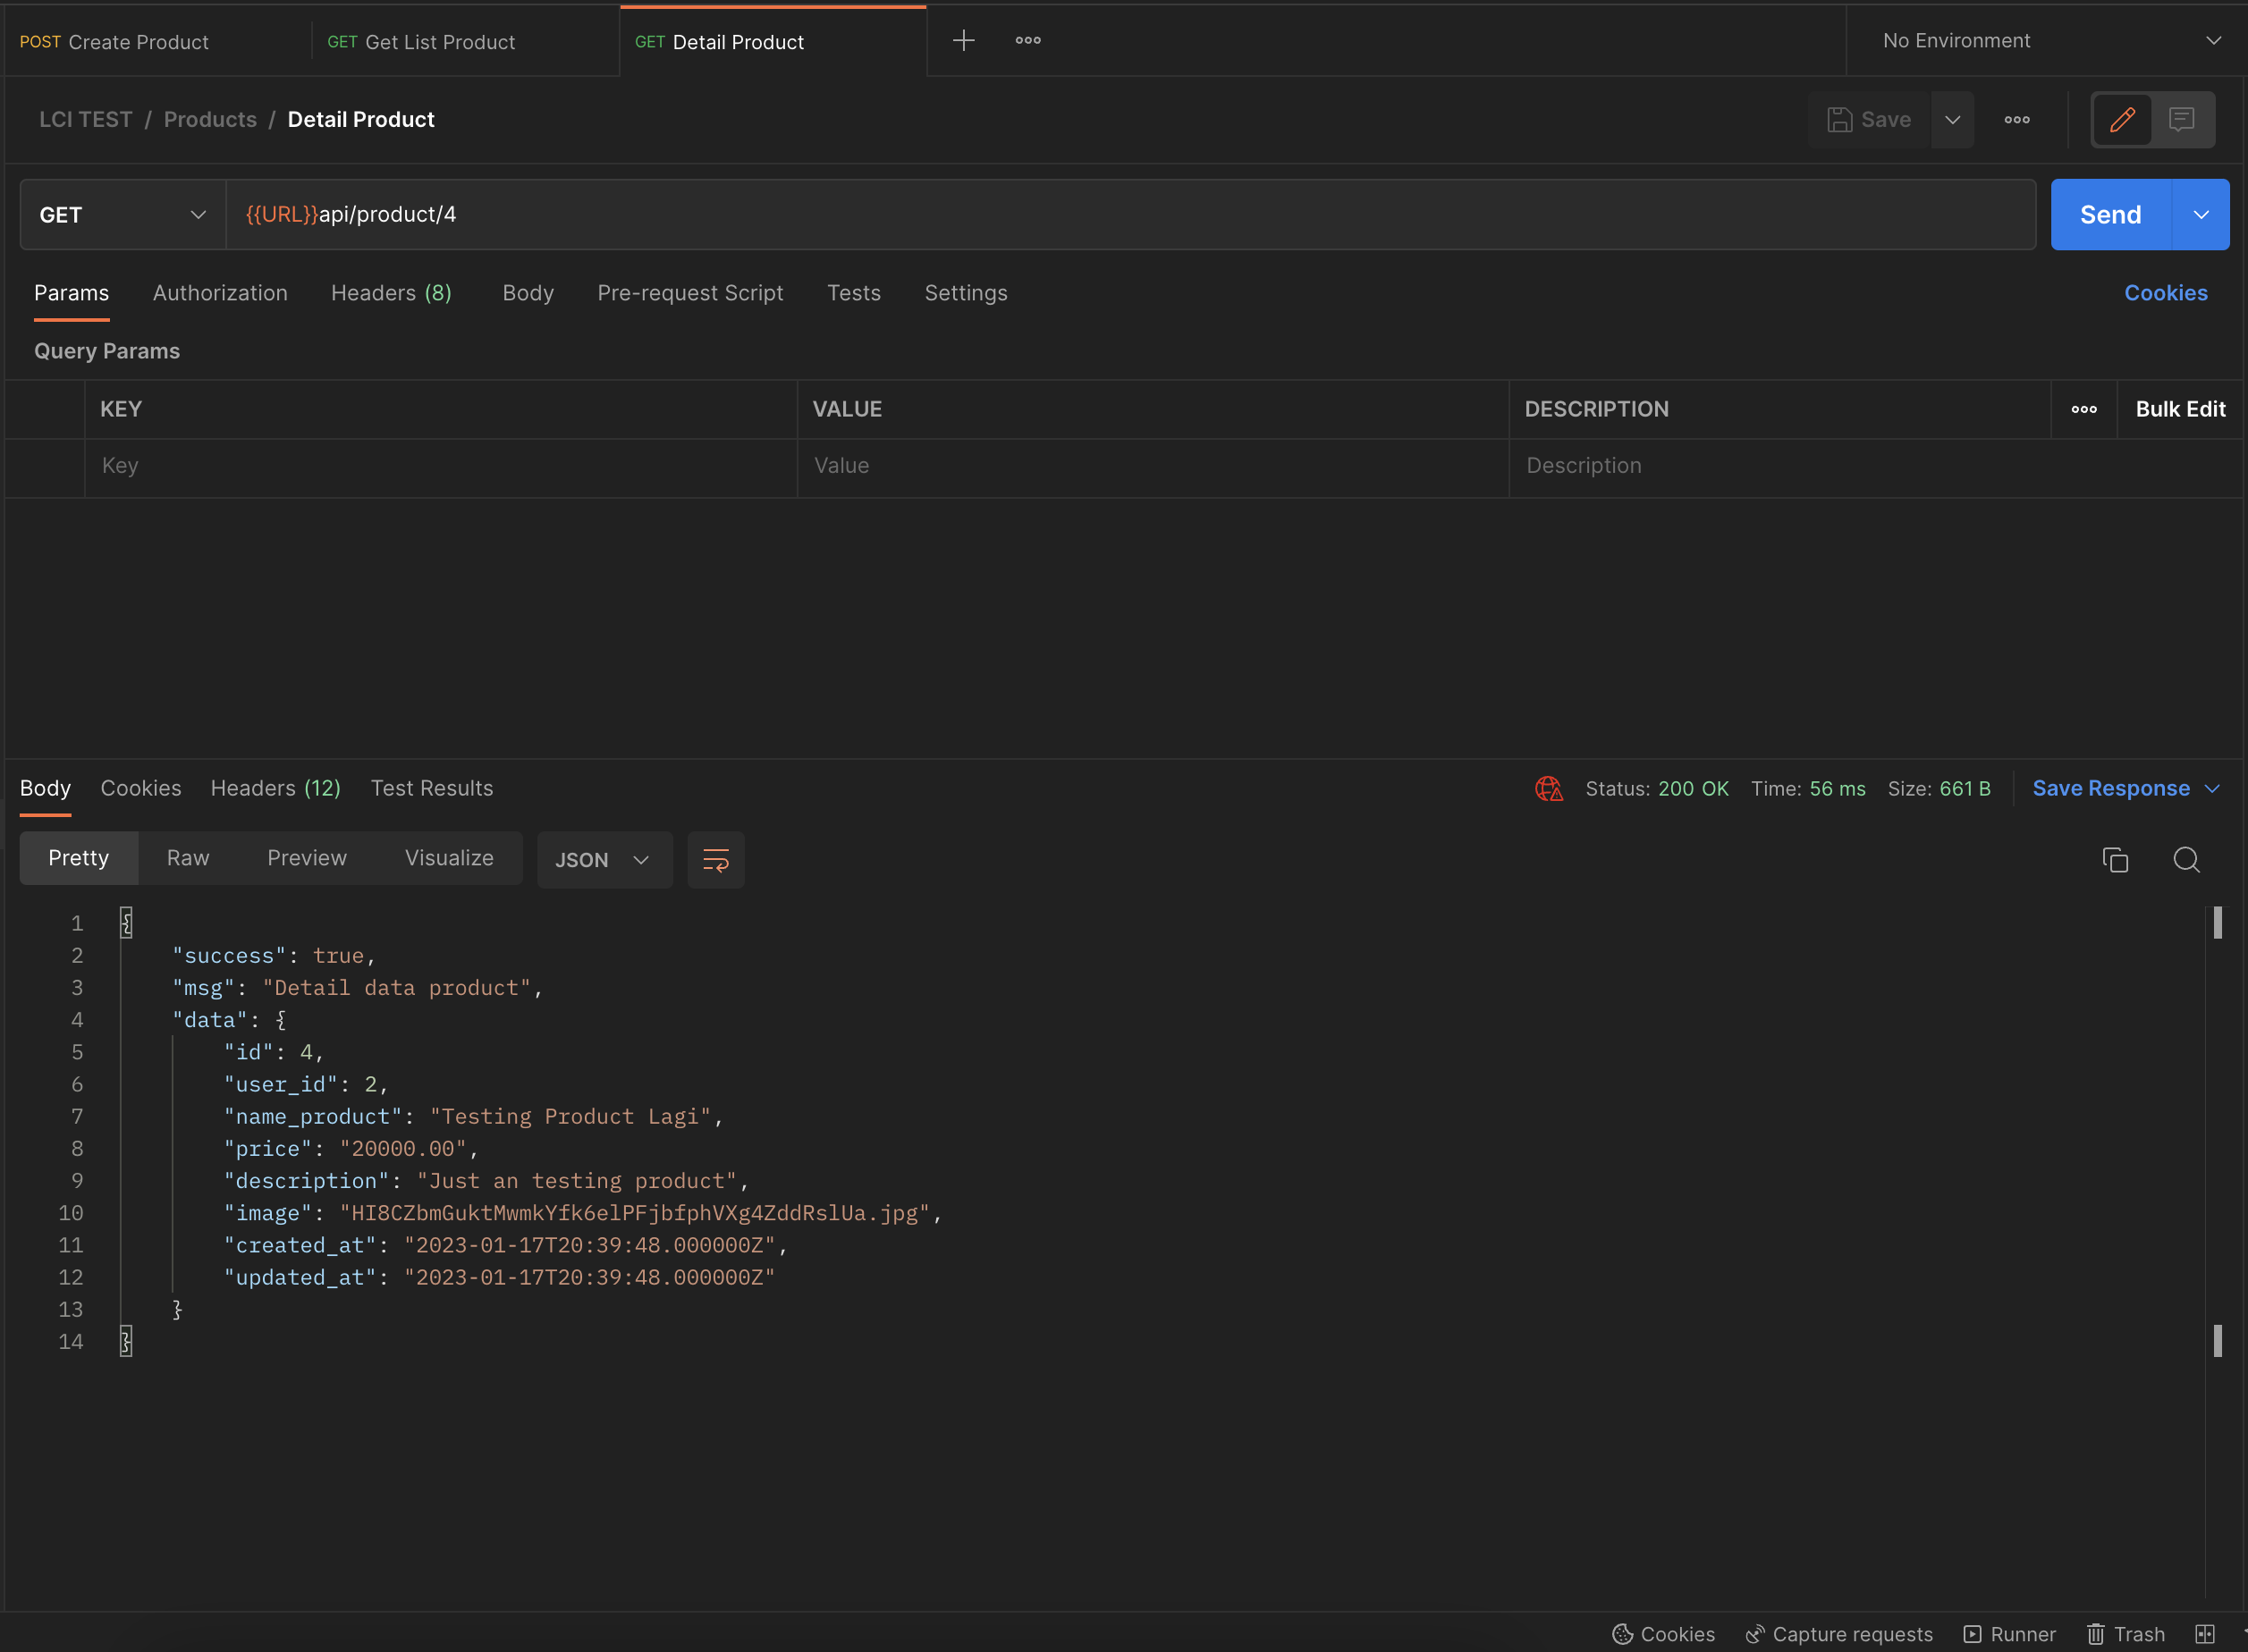 POST Create Product
GET Get List Product
GET Detail Product
No Environment
LCI TEST / Products / Detail Product
Save
GET
{{URL}}api/product/4
Send
Params Authorization Headers (8) Body Pre-request Script Tests Settings Cookies
Query Params
KEY VALUE DESCRIPTION Bulk Edit
Key Value Description
Body Cookies Headers (12) Test Results
Status: 200 OK Time: 56 ms Size: 661 B Save Response
Pretty Raw Preview Visualize JSON
1 {
2 "success": true,
3 "msg": "Detail data product",
4 "data": {
5 "id": 4,
6 "user_id": 2,
7 "name_product": "Testing Product Lagi",
8 "price": "20000.00",
9 "description": "Just an testing product",
10 "image": "HI8CZbmGuktMwmkYfk6elPFjbfphVXg4ZddRslUa.jpg",
11 "created_at": "2023-01-17T20:39:48.000000Z",
12 "updated_at": "2023-01-17T20:39:48.000000Z"
13 }
14 }
Cookies Capture requests Runner Trash